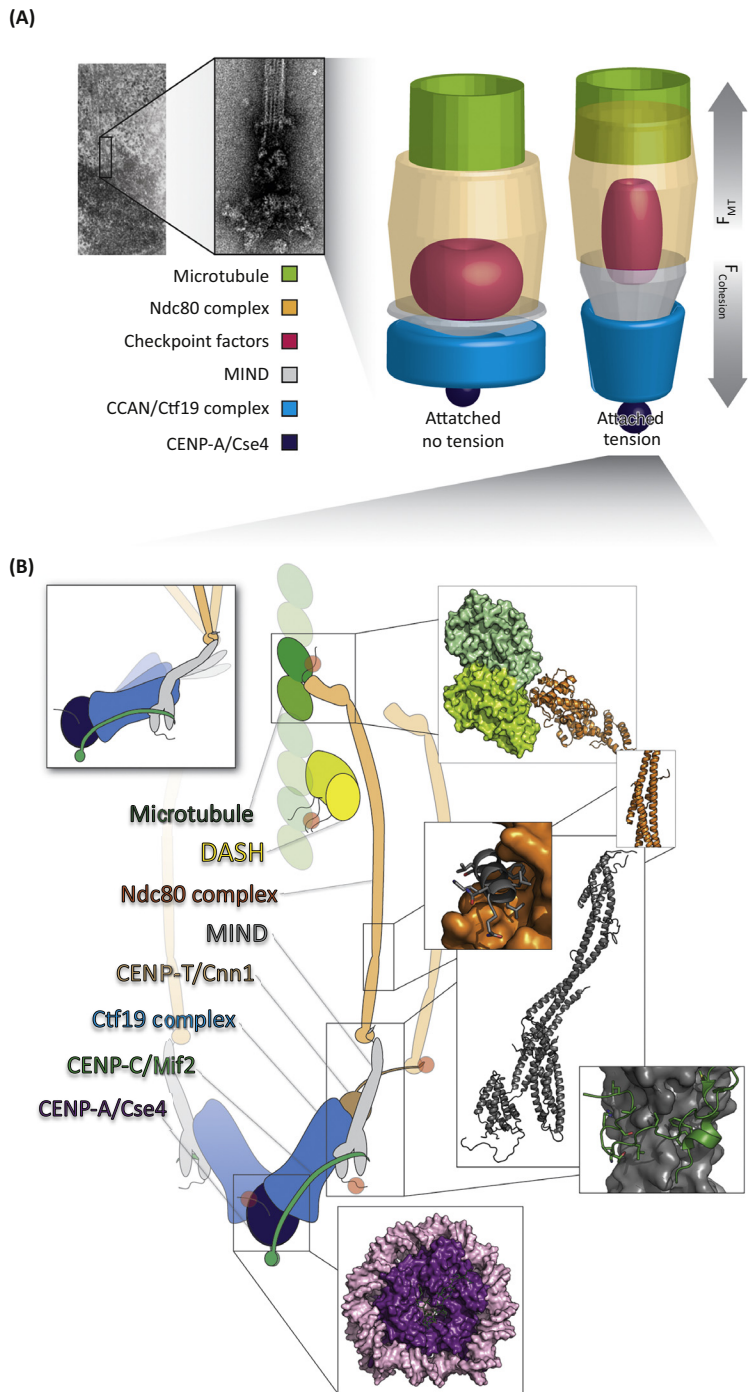 (A)
Microtubule
Ndc80 complex
Checkpoint factors
MIND
CCAN/Ctf19 complex
CENP-A/Cse4
Attatched
no tension
Attached
tension
F MT
F Cohesion
(B)
Microtubule
DASH
Ndc80 complex
MIND
CENP-T/Cnn1
Ctf19 complex
CENP-C/Mif2
CENP-A/Cse4